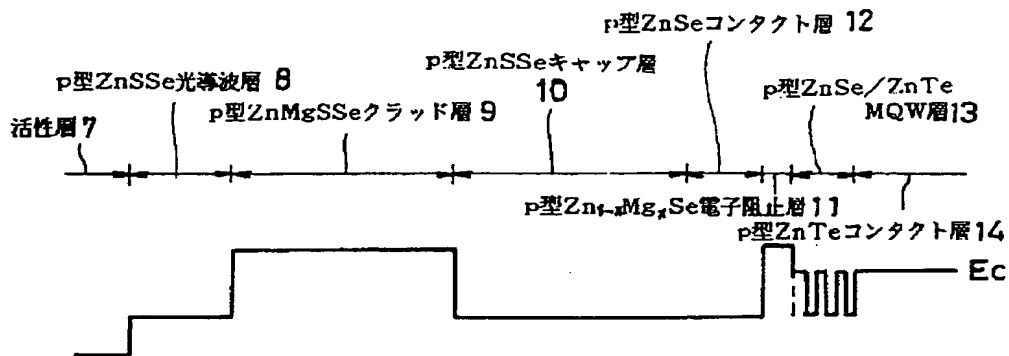 p型ZnSeコンタクト層 12
p型ZnSSeキャップ層
10
p型ZnSSe光導波層 8
p型ZnSe/ZnTe
MQW層13
p型ZnMgSSeクラッド層 9
活性層7
p型Zn₁₋ₓMgₓSe電子阻止層11
p型ZnTeコンタクト層14
Ec